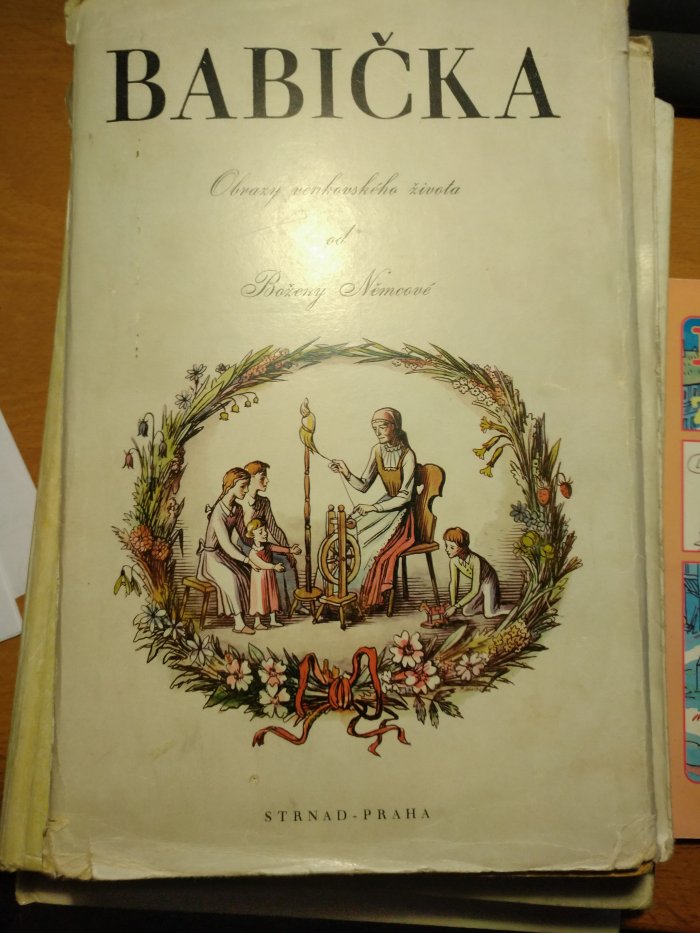 BABIČKA
Obrazy venkovského života
od
Boženy Němcové
STRNAD-PRAHA